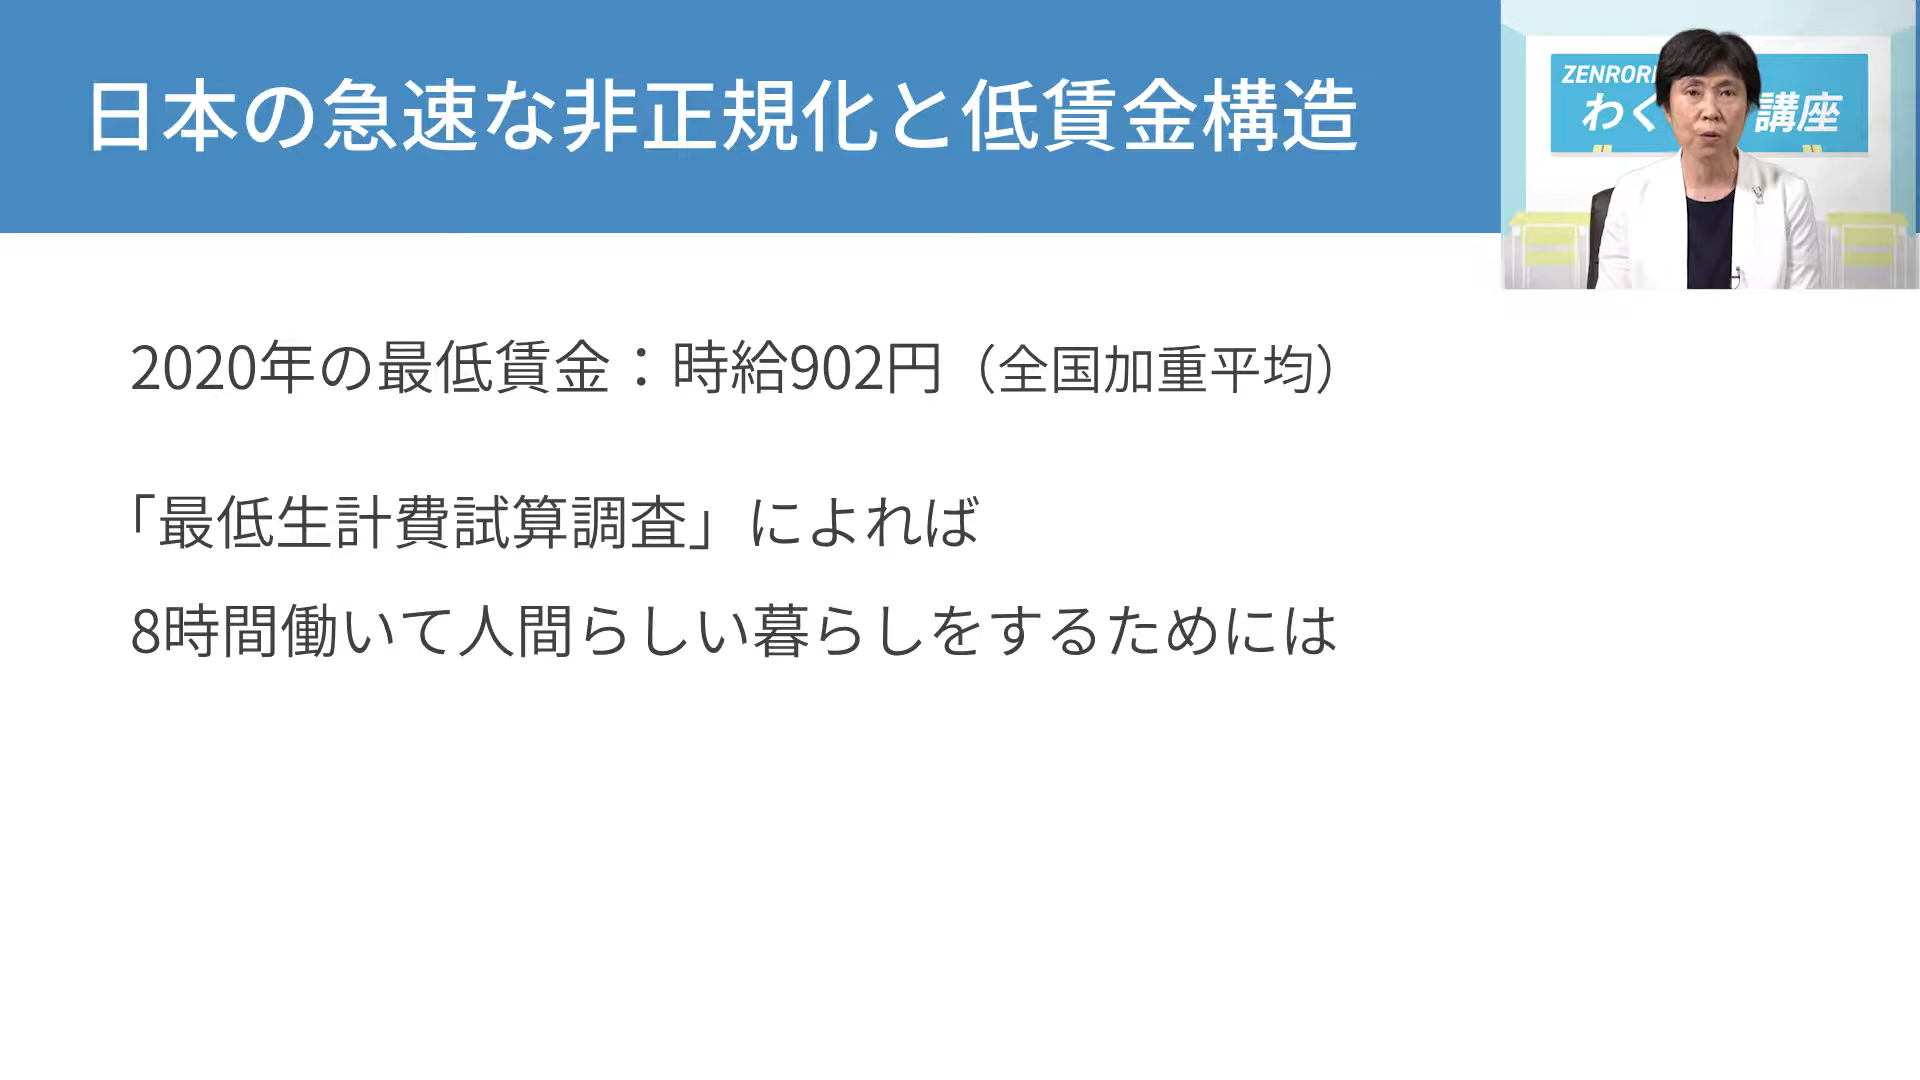 日本の急速な非正規化と低賃金構造
ZENRORE
わく 講座
2020年の最低賃金：時給902円（全国加重平均）
「最低生計費試算調査」によれば
8時間働いて人間らしい暮らしをするためには